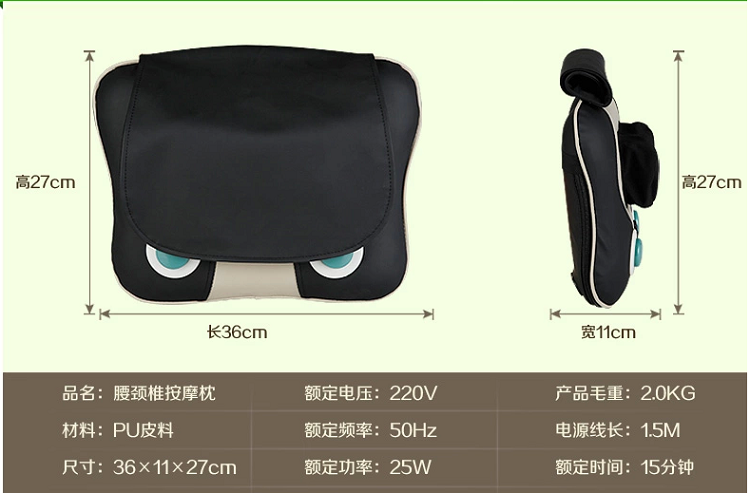 高27cm
高27cm
长36cm
宽11cm
品名：腰颈椎按摩枕
额定电压：220V
产品毛重：2.0KG
材料：PU皮料
额定频率：50Hz
电源线长：1.5M
尺寸：36×11×27cm
额定功率：25W
额定时间：15分钟